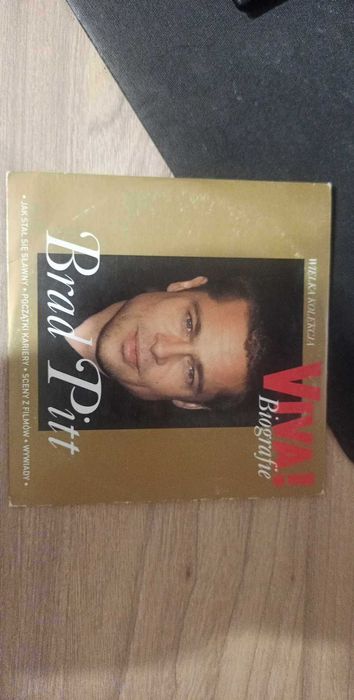 WIELKA KOLEKCJA
VIVA!
Biografie
Brad Pitt
• JAK STAŁ SIĘ SŁAWNY • POCZĄTKI KARIERY • SCENY Z FILMÓW • WYWIADY •